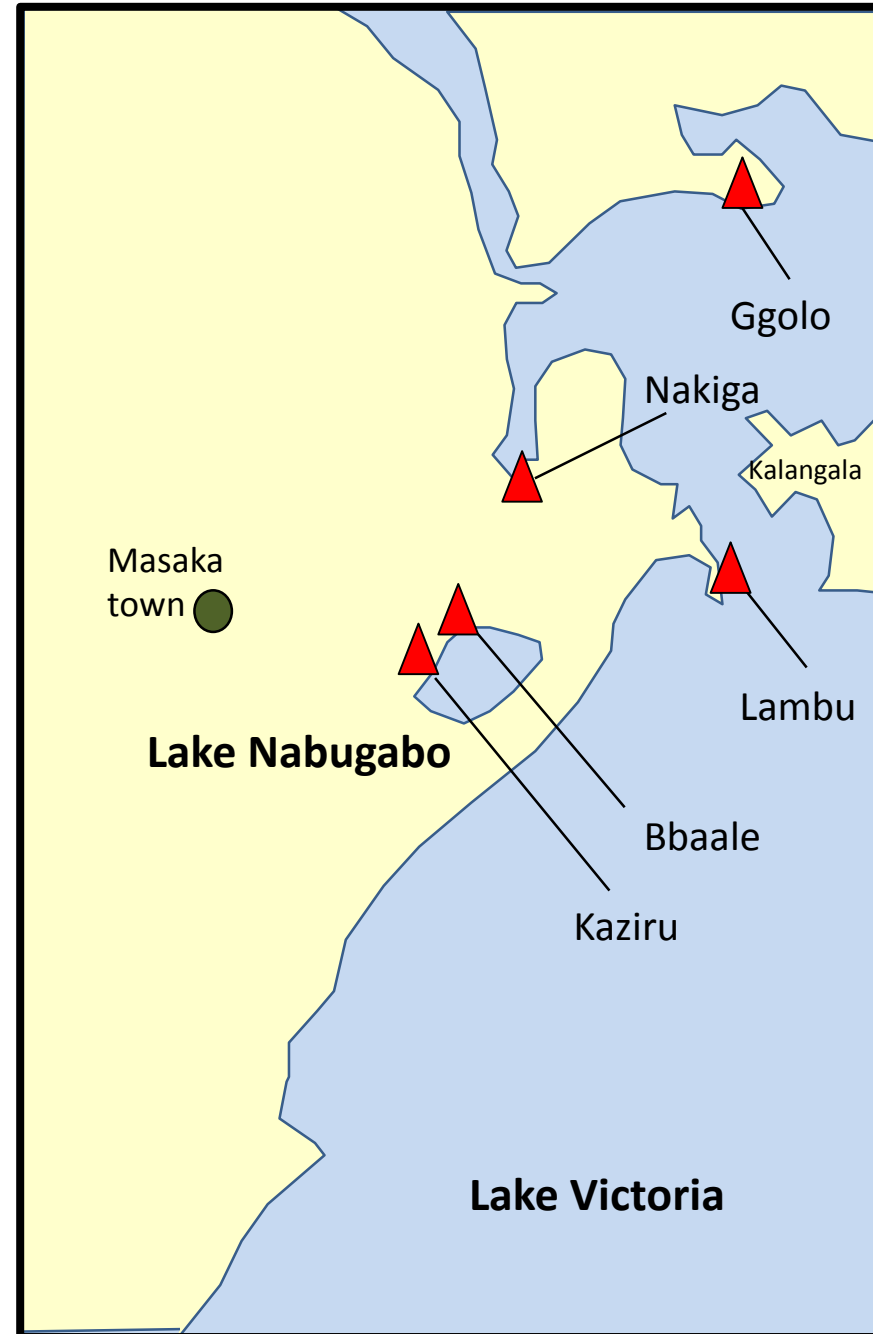 Ggolo
Nakiga
Kalangala
Masaka
town
Lambu
Lake Nabugabo
Bbaale
Kaziru
Lake Victoria